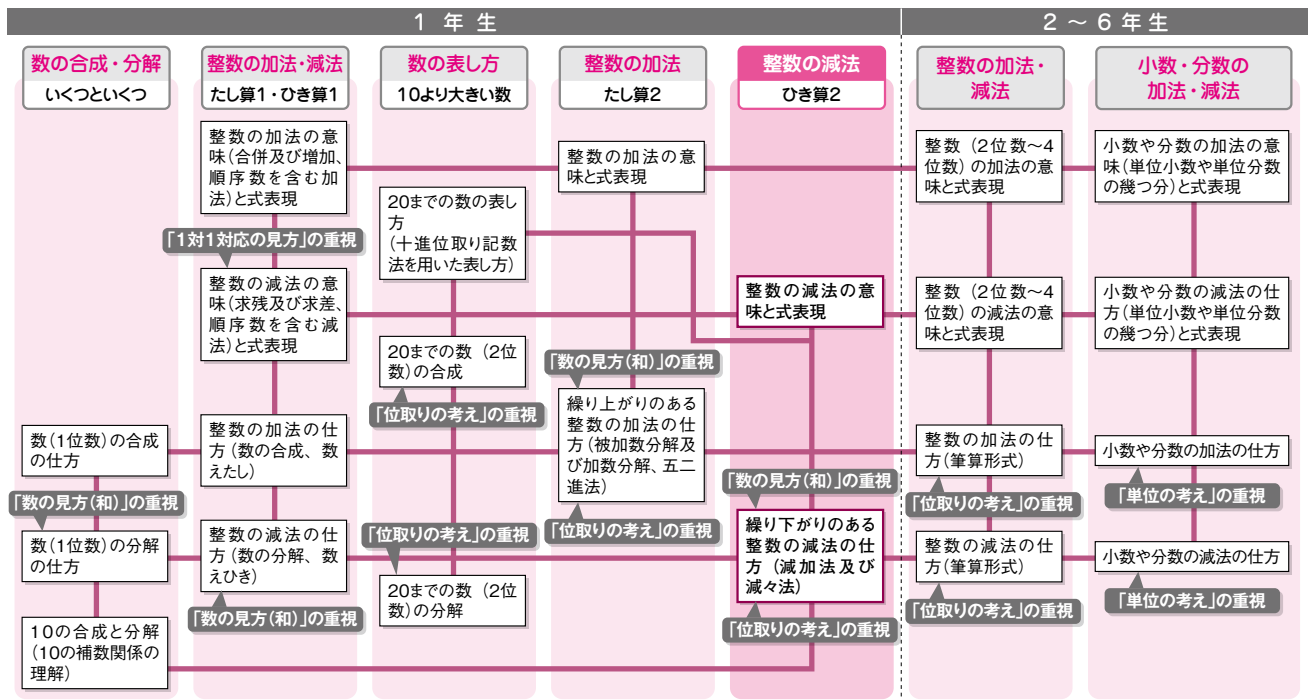 1年生
2～6年生
数の合成・分解
いくつといくつ
数(1位数)の合成
の仕方
「数の見方(和)」の重視
数(1位数)の分解
の仕方
10の合成と分解
(10の補数関係の
理解)
整数の加法・減法
たし算1・ひき算1
整数の加法の意
味(合併及び増加、
順序数を含む加
法)と式表現
「1対1対応の見方」の重視
整数の減法の意
味(求残及び求差、
順序数を含む減
法)と式表現
整数の加法の仕
方(数の合成、数
えたし)
整数の減法の仕
方(数の分解、数
えひき)
「数の見方(和)」の重視
数の表し方
10より大きい数
20までの数の表し
方
(十進位取り記数
法を用いた表し方)
20までの数(2位
数)の合成
「位取りの考え」の重視
「位取りの考え」の重視
20までの数(2位
数)の分解
整数の加法
たし算2
整数の加法の意
味と式表現
「数の見方(和)」の重視
繰り上がりのある
整数の加法の仕
方(被加数分解及
び加数分解、五二
進法)
「位取りの考え」の重視
整数の減法
ひき算2
整数の減法の意
味と式表現
「数の見方(和)」の重視
繰り下がりのある
整数の減法の仕
方(減加法及び
減々法)
「位取りの考え」の重視
整数の加法・
減法
整数(2位数～4
位数)の加法の意
味と式表現
整数(2位数～4
位数)の減法の意
味と式表現
整数の加法の仕
方(筆算形式)
「位取りの考え」の重視
整数の減法の仕
方(筆算形式)
「位取りの考え」の重視
小数・分数の
加法・減法
小数や分数の加法の意
味(単位小数や単位分数
の幾つ分)と式表現
小数や分数の減法の仕
方(単位小数や単位分数
の幾つ分)と式表現
小数や分数の加法の仕方
「単位の考え」の重視
小数や分数の減法の仕方
「単位の考え」の重視